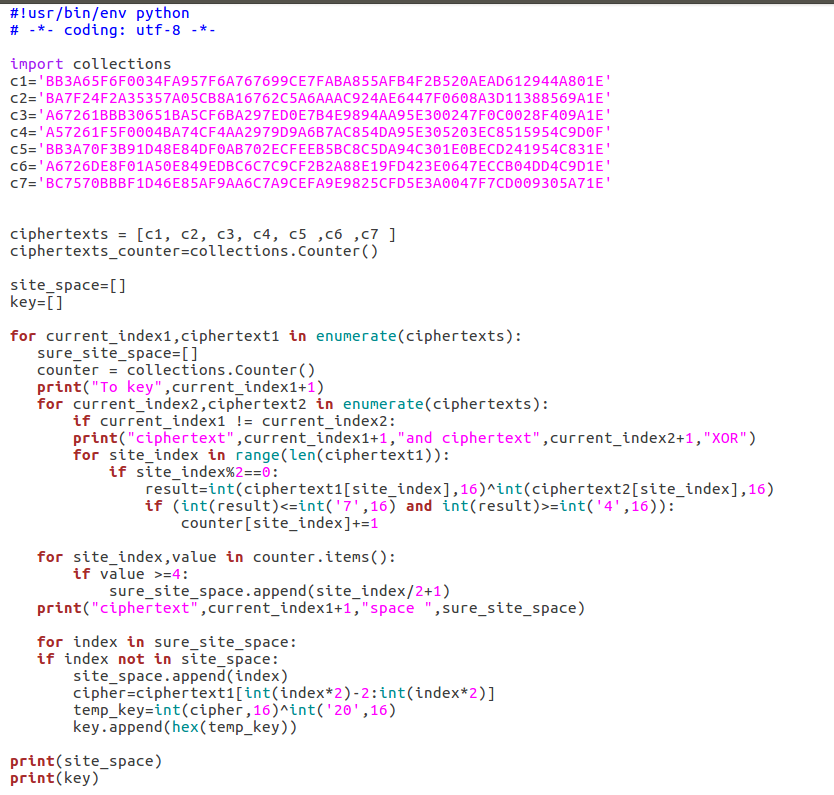 #!usr/bin/env python
# -*- coding: utf-8 -*-
import collections
c1='BB3A65F6F0034FA957F6A767699CE7FABA855AFB4F2B520AEAD612944A801E'
c2='BA7F24F2A35357A05CB8A16762C5A6AAAC924AE6447F0608A3D11388569A1E'
c3='A67261BBB30651BA5CF6BA297ED0E7B4E9894AA95E300247F0C0028F409A1E'
c4='A57261F5F0004BA74CF4AA2979D9A6B7AC854DA95E305203EC8515954C9D0F'
c5='BB3A70F3B91D48E84DF0AB702ECFEEB5BC8C5DA94C301E0BECD241954C831E'
c6='A6726DE8F01A50E849EDBC6C7C9CF2B2A88E19FD423E0647ECCB04DD4C9D1E'
c7='BC7570BBBF1D46E85AF9AA6C7A9CEFA9E9825CFD5E3A0047F7CD009305A71E'
ciphertexts = [c1, c2, c3, c4, c5 ,c6 ,c7 ]
ciphertexts_counter=collections.Counter()
site_space=[]
key=[]
for current_index1,ciphertext1 in enumerate(ciphertexts):
   sure_site_space=[]
   counter = collections.Counter()
   print("To key",current_index1+1)
   for current_index2,ciphertext2 in enumerate(ciphertexts):
       if current_index1 != current_index2:
       print("ciphertext",current_index1+1,"and ciphertext",current_index2+1,"XOR")
       for site_index in range(len(ciphertext1)):
           if site_index%2==0:
               result=int(ciphertext1[site_index],16)^int(ciphertext2[site_index],16)
               if (int(result)<=int('7',16) and int(result)>=int('4',16)):
                   counter[site_index]+=1
   for site_index,value in counter.items():
       if value >=4:
           sure_site_space.append(site_index/2+1)
   print("ciphertext",current_index1+1,"space ",sure_site_space)
   for index in sure_site_space:
   if index not in site_space:
       site_space.append(index)
       cipher=ciphertext1[int(index*2)-2:int(index*2)]
       temp_key=int(cipher,16)^int('20',16)
       key.append(hex(temp_key))
print(site_space)
print(key)